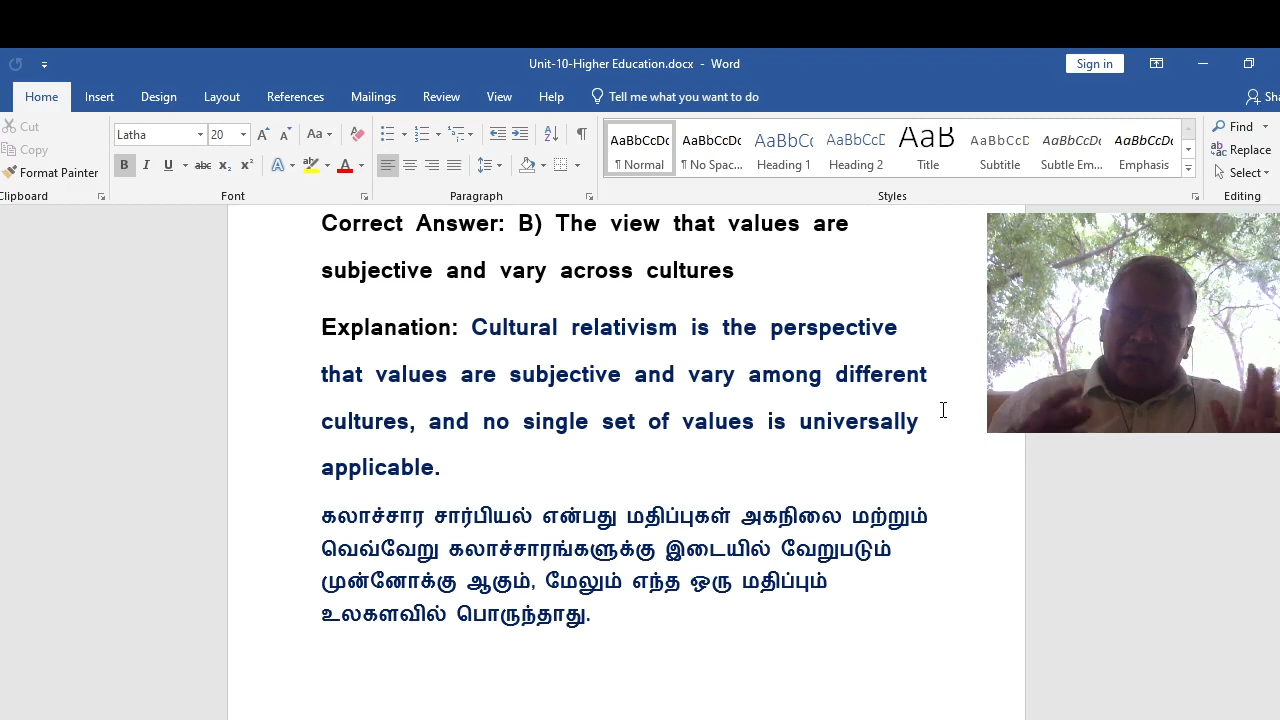 Unit-10-Higher Education.docx - Word
Sign in
Home Insert Design Layout References Mailings Review View Help Tell me what you want to do
Cut
Copy
Format Painter
Latha 20
B I U abc
AaBbCcDc AaBbCcDc AaBbC AaBbCcD AaB AaBbCcD AaBbCcDc AaBbCcDc
¶ Normal ¶ No Spac... Heading 1 Heading 2 Title Subtitle Subtle Em... Emphasis
Find
Replace
Select
Clipboard Font Paragraph Styles Editing
Correct Answer: B) The view that values are
subjective and vary across cultures
Explanation: Cultural relativism is the perspective
that values are subjective and vary among different
cultures, and no single set of values is universally
applicable.
கலாச்சார சார்பியல் என்பது மதிப்புகள் அகநிலை மற்றும்
வெவ்வேறு கலாச்சாரங்களுக்கு இடையில் வேறுபடும்
முன்னோக்கு ஆகும், மேலும் எந்த ஒரு மதிப்பும்
உலகளவில் பொருந்தாது.